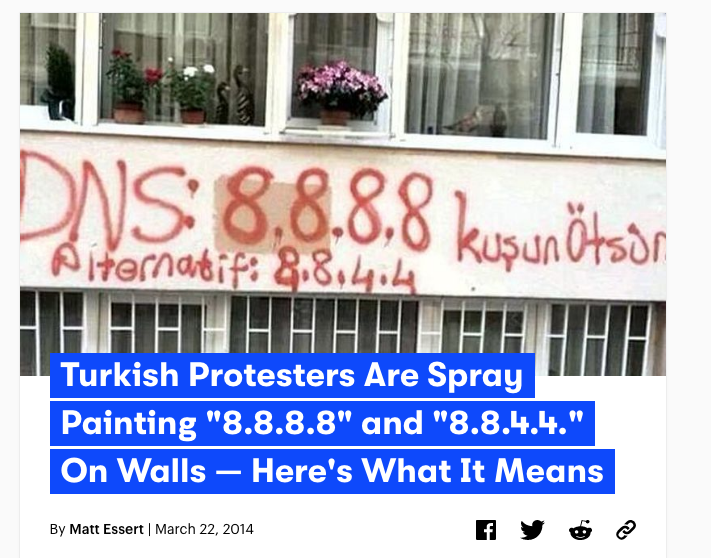 DNS: 8.8.8.8 kuşun Ötsün
Alternatif: 8.8.4.4
Turkish Protesters Are Spray
Painting "8.8.8.8" and "8.8.4.4."
On Walls — Here's What It Means
By Matt Essert | March 22, 2014